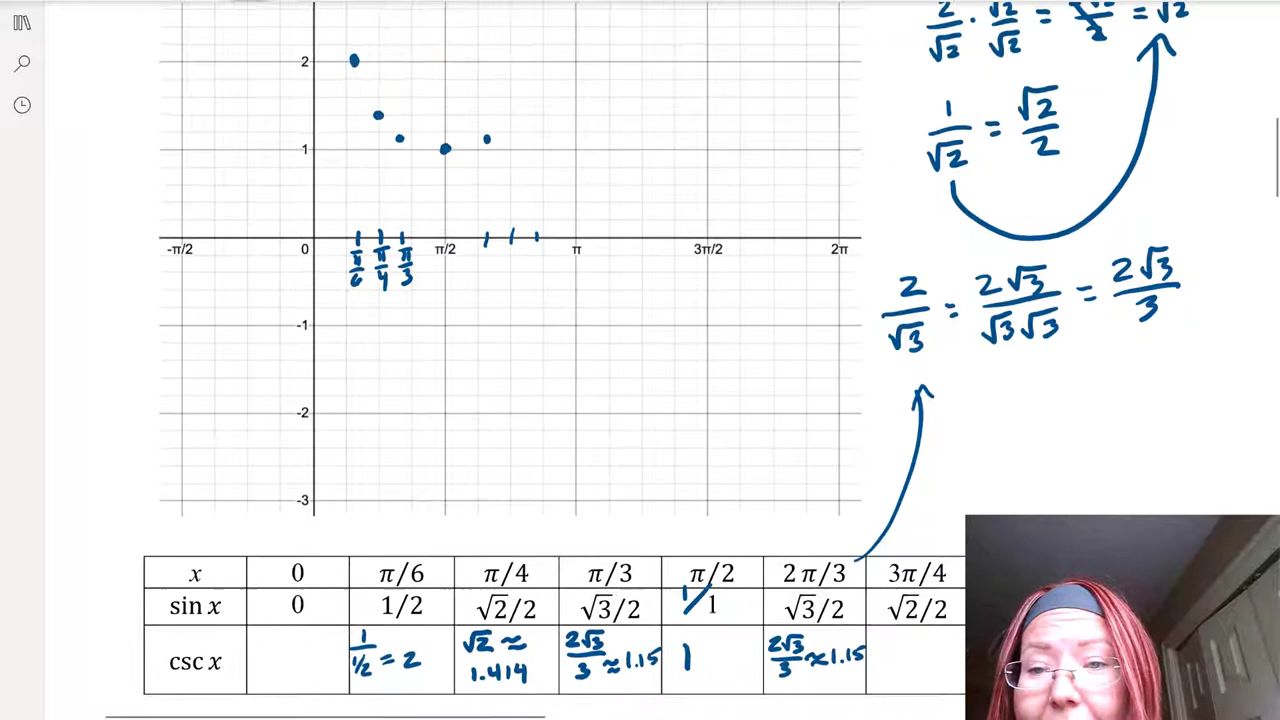 2/√2 · √2/√2 = = √2
2
1/√2 = √2/2
1
-π/2 0 π/2 π 3π/2 2π
π/6 π/4 π/3
2/√3 = 2√3/√3√3 = 2√3/3
-1
-2
-3
x 0 π/6 π/4 π/3 π/2 2π/3 3π/4
sin x 0 1/2 √2/2 √3/2 1/1 √3/2 √2/2
csc x 1/1/2 = 2 √2 ≈ 1.414 2√3/3 ≈ 1.15 1 2√3/3 ≈ 1.15